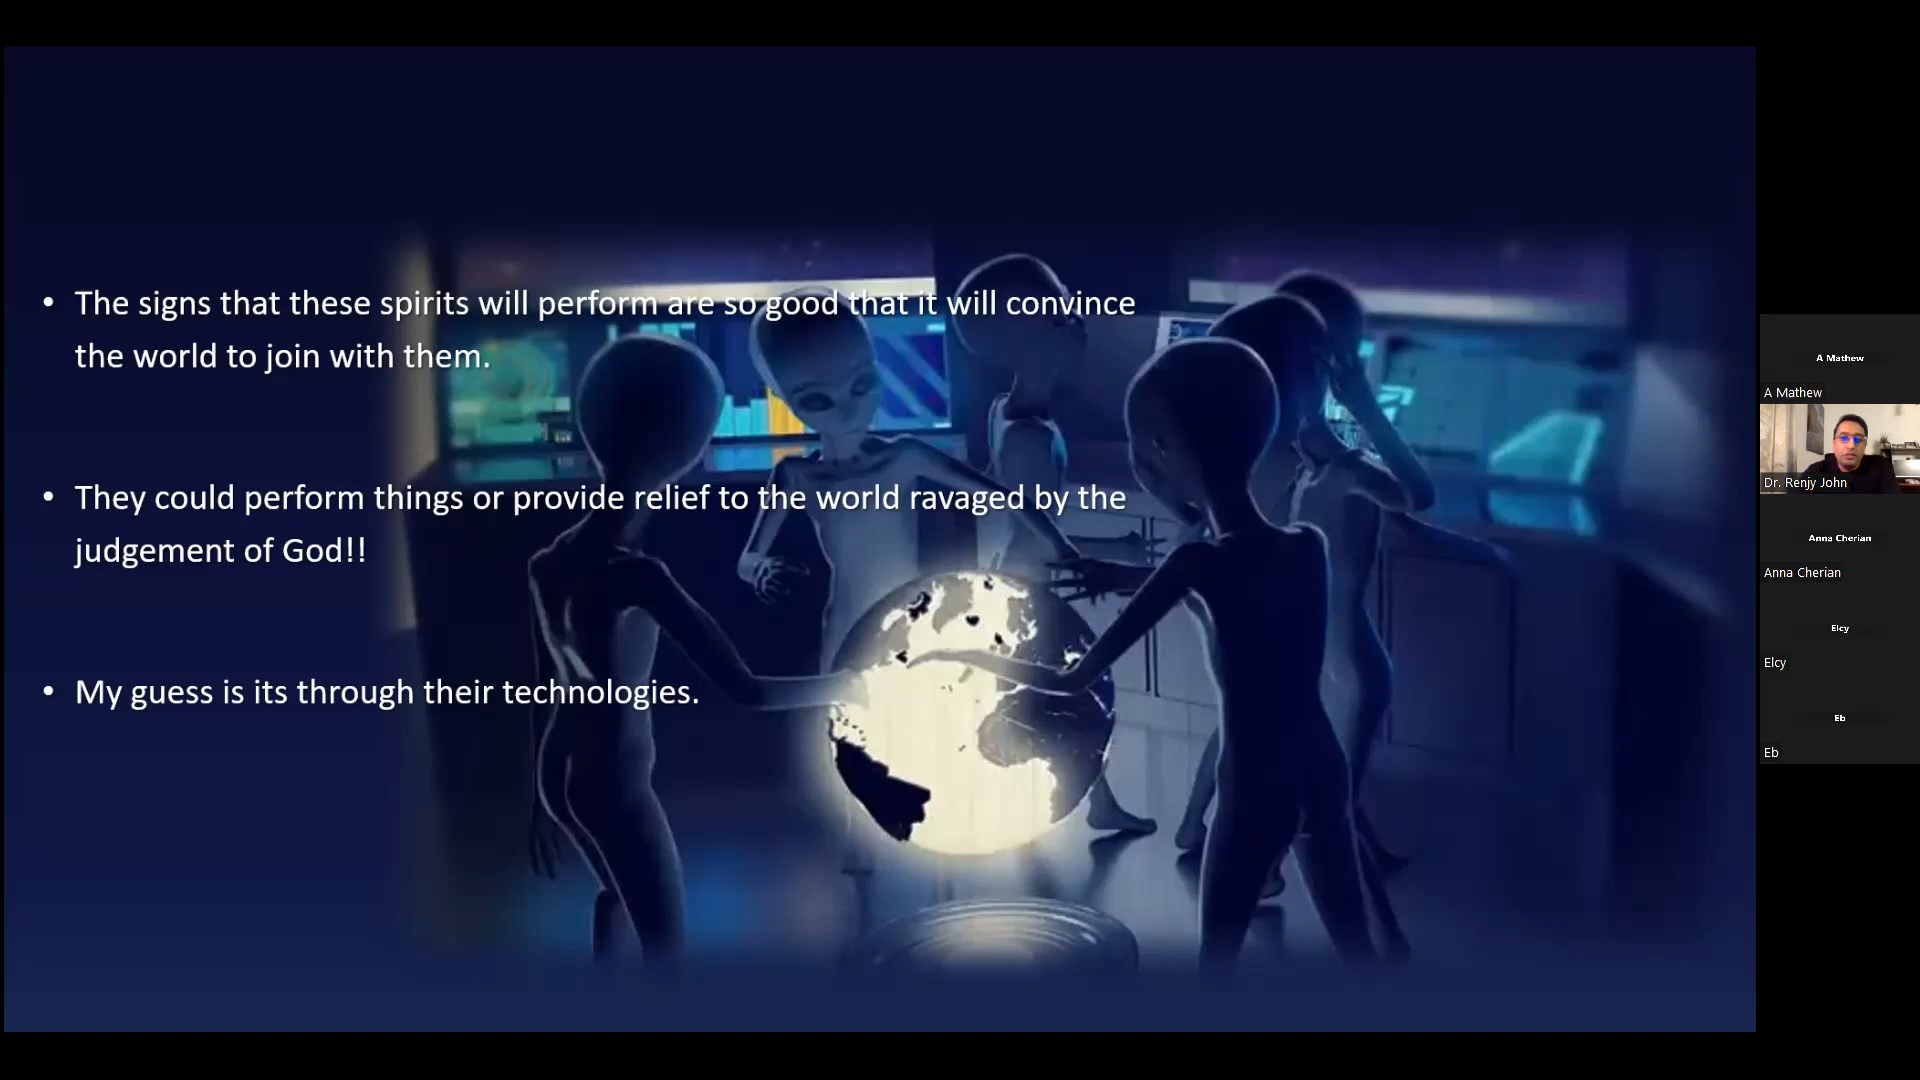 • The signs that these spirits will perform are so good that it will convince
the world to join with them.
• They could perform things or provide relief to the world ravaged by the
judgement of God!!
• My guess is its through their technologies.
A Mathew
A Mathew
Dr. Renjy John
Anna Cherian
Anna Cherian
Elcy
Elcy
Eb
Eb